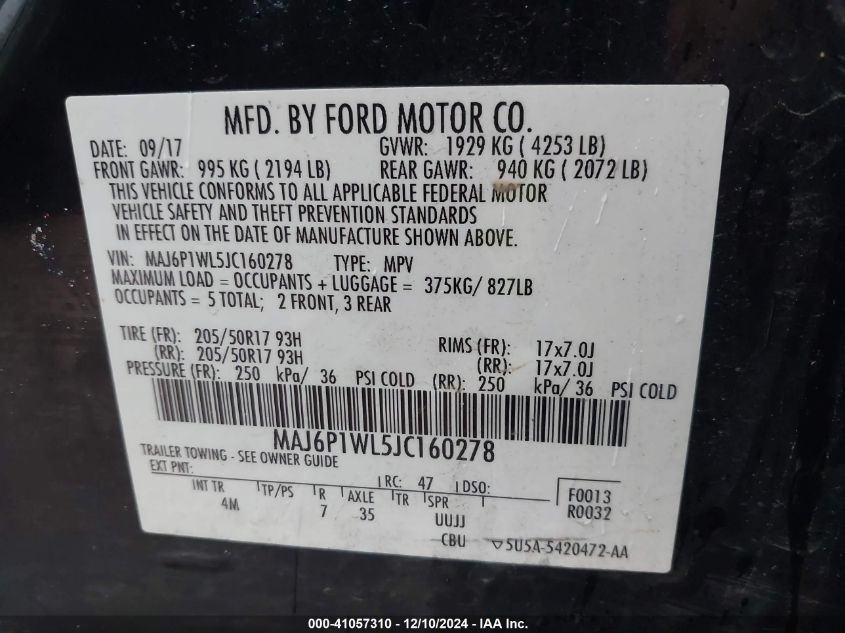 MFD. BY FORD MOTOR CO.
DATE: 09/17 GVWR: 1929 KG ( 4253 LB)
FRONT GAWR: 995 KG ( 2194 LB) REAR GAWR: 940 KG ( 2072 LB)
THIS VEHICLE CONFORMS TO ALL APPLICABLE FEDERAL MOTOR
VEHICLE SAFETY AND THEFT PREVENTION STANDARDS
IN EFFECT ON THE DATE OF MANUFACTURE SHOWN ABOVE.
VIN: MAJ6P1WL5JC160278 TYPE: MPV
MAXIMUM LOAD = OCCUPANTS + LUGGAGE = 375KG/ 827LB
OCCUPANTS = 5 TOTAL; 2 FRONT, 3 REAR
TIRE (FR): 205/50R17 93H RIMS (FR): 17x7.0J
(RR): 205/50R17 93H (RR): 17x7.0J
PRESSURE (FR): 250 kPa/ 36 PSI COLD (RR): 250 kPa/ 36 PSI COLD
MAJ6P1WL5JC160278
TRAILER TOWING - SEE OWNER GUIDE
EXT PNT: RC: 47 DSO: F0013
INT TR TP/PS R AXLE TR SPR R0032
4M 7 35 UUJJ
CBU 5U5A-5420472-AA
000-41057310 - 12/10/2024 - IAA Inc.